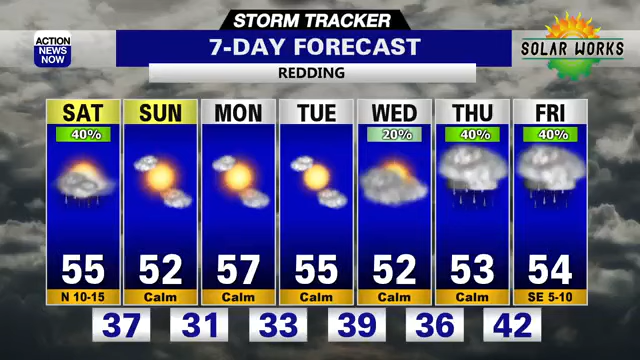 STORM TRACKER
ACTION
NEWS
NOW
7-DAY FORECAST
SOLAR WORKS
REDDING
SAT SUN MON TUE WED THU FRI
40% 20% 40% 40%
55 52 57 55 52 53 54
N 10-15 Calm Calm Calm Calm Calm SE 5-10
37 31 33 39 36 42